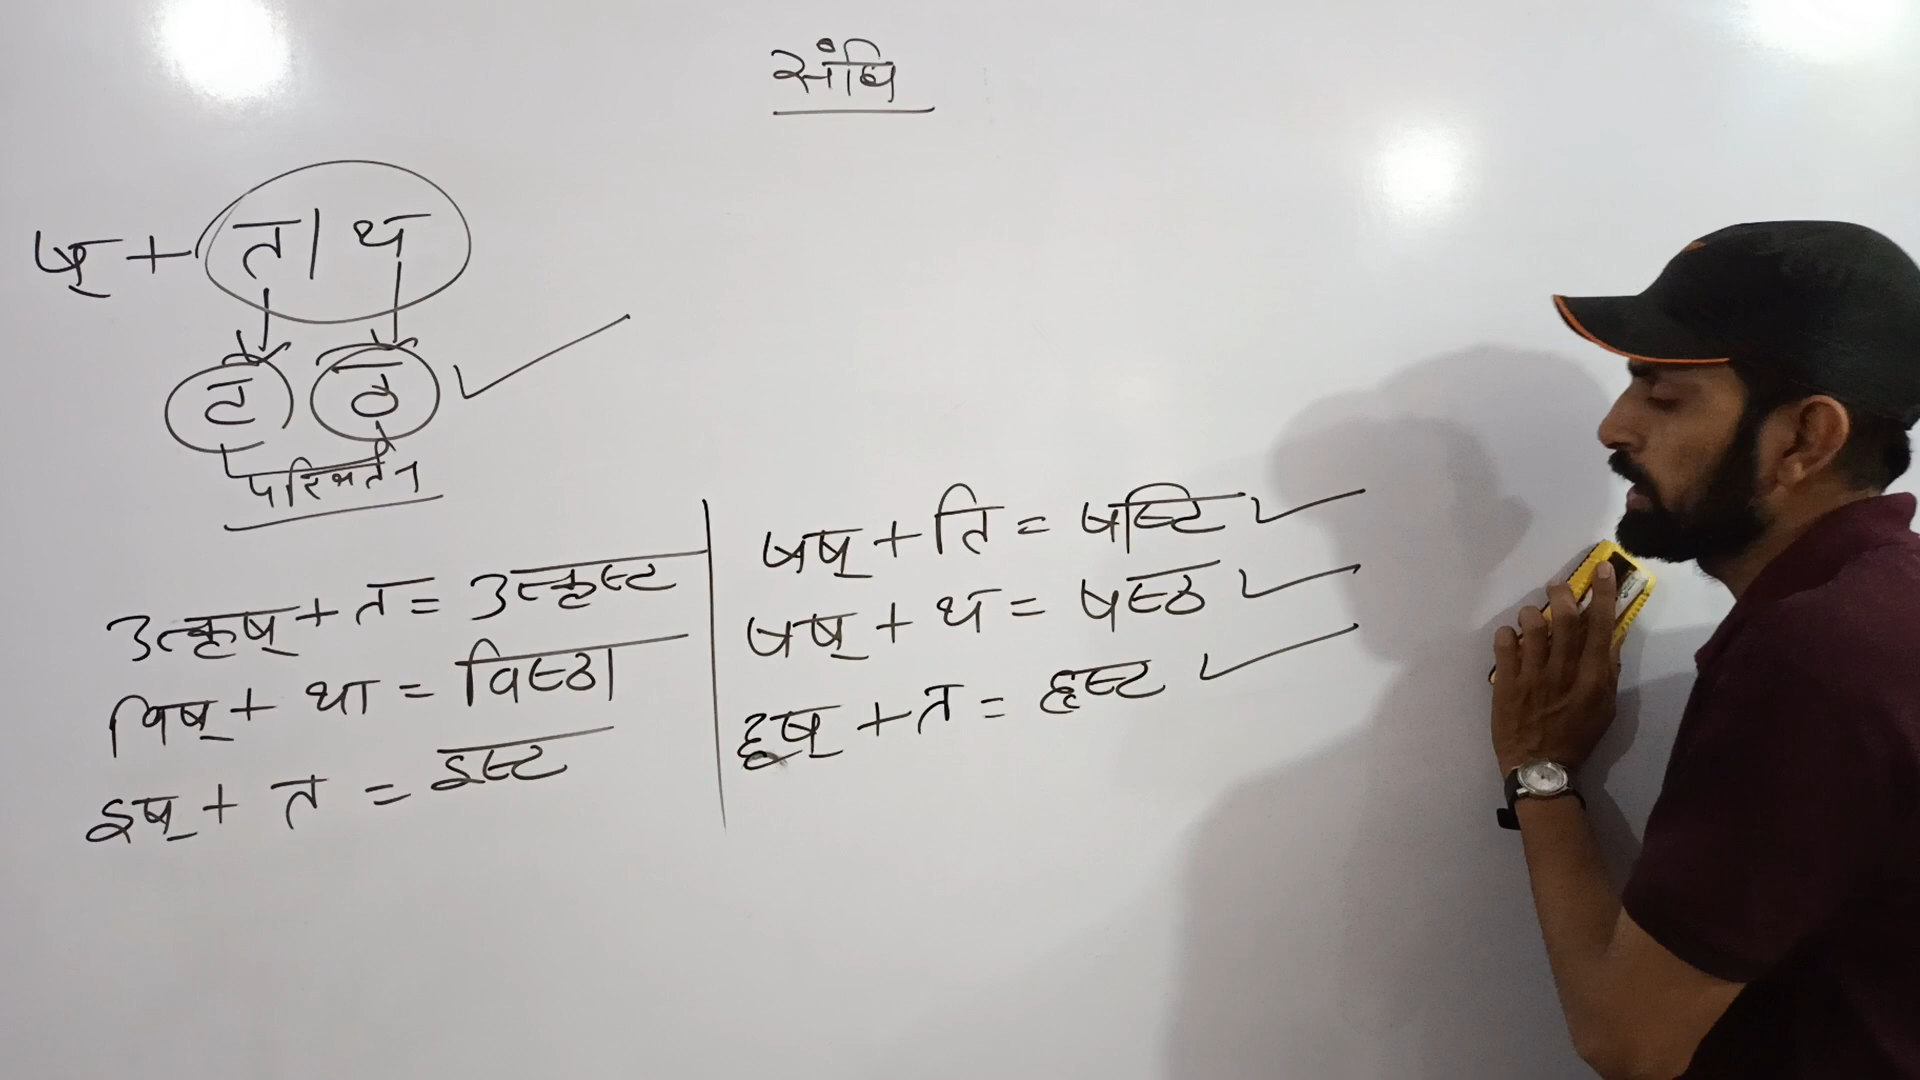 संधि
ष् + त | थ
ट ठ
परिवर्तन
उत्कृष् + त = उत्कृष्ट
विष् + था = विष्ठा
इष् + त = इष्ट
षष् + ति = षष्टि
षष् + थ = षष्ठ
हृष् + त = हृष्ट